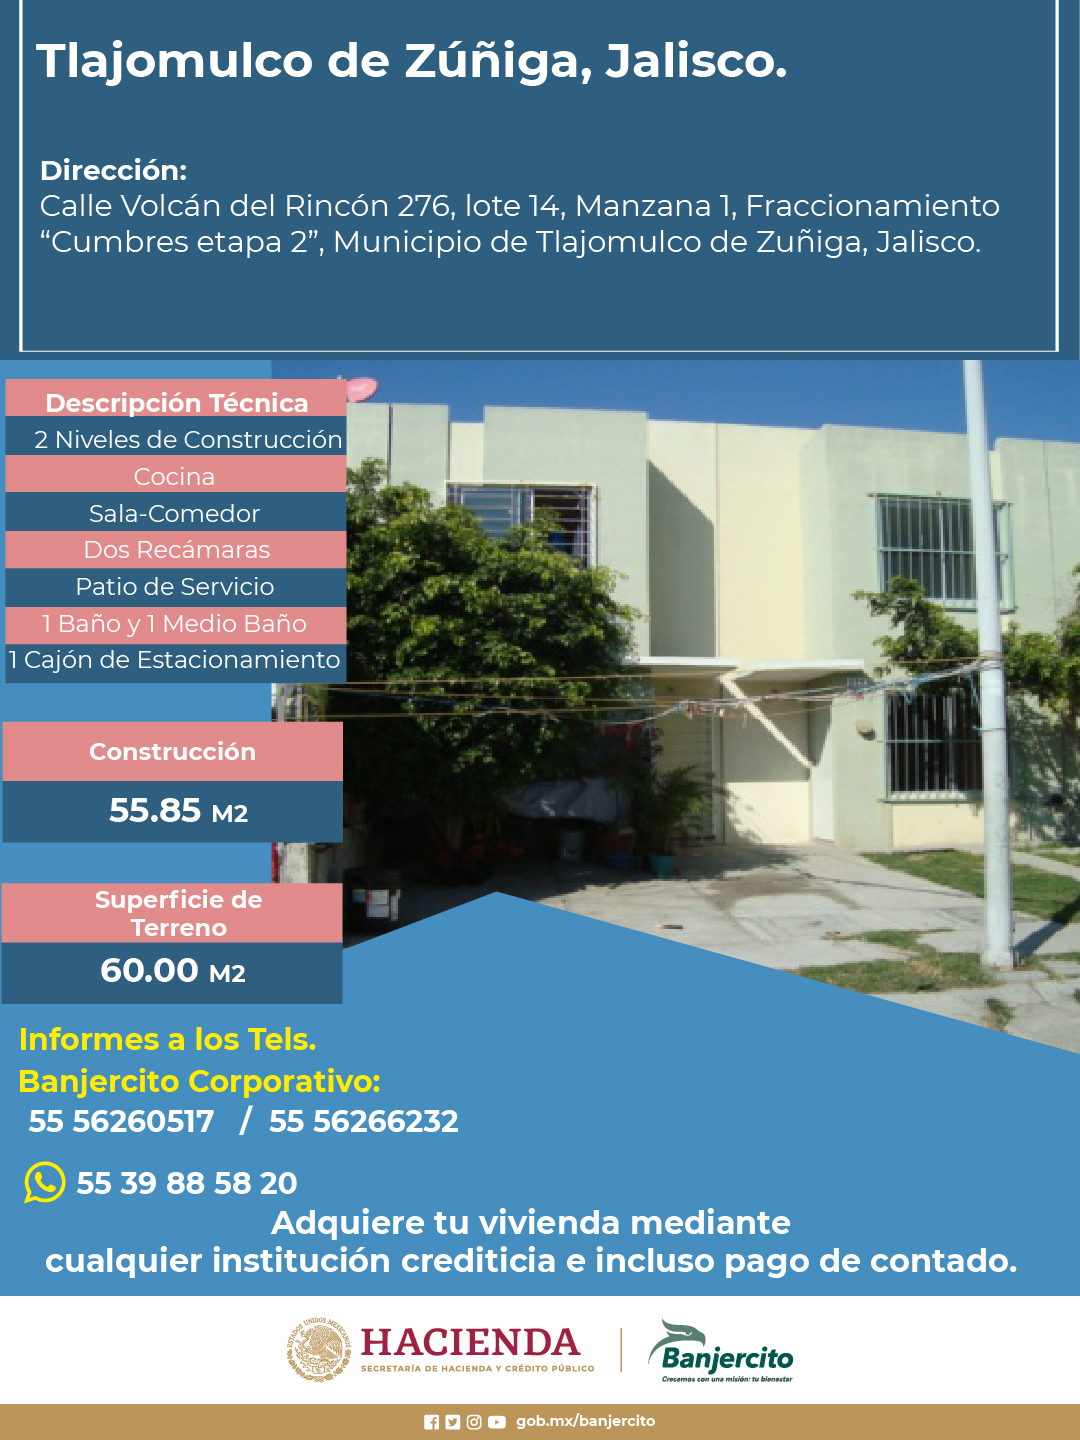 Tlajomulco de Zúñiga, Jalisco.
Dirección:
Calle Volcán del Rincón 276, lote 14, Manzana 1, Fraccionamiento
“Cumbres etapa 2”, Municipio de Tlajomulco de Zuñiga, Jalisco.
Descripción Técnica
2 Niveles de Construcción
Cocina
Sala-Comedor
Dos Recámaras
Patio de Servicio
1 Baño y 1 Medio Baño
1 Cajón de Estacionamiento
Construcción
55.85 M2
Superficie de
Terreno
60.00 M2
Informes a los Tels.
Banjercito Corporativo:
55 56260517 / 55 56266232
55 39 88 58 20
Adquiere tu vivienda mediante
cualquier institución crediticia e incluso pago de contado.
ESTADOS UNIDOS MEXICANOS
HACIENDA
SECRETARÍA DE HACIENDA Y CRÉDITO PÚBLICO
Banjercito
Crecemos con una misión: tu bienestar
gob.mx/banjercito